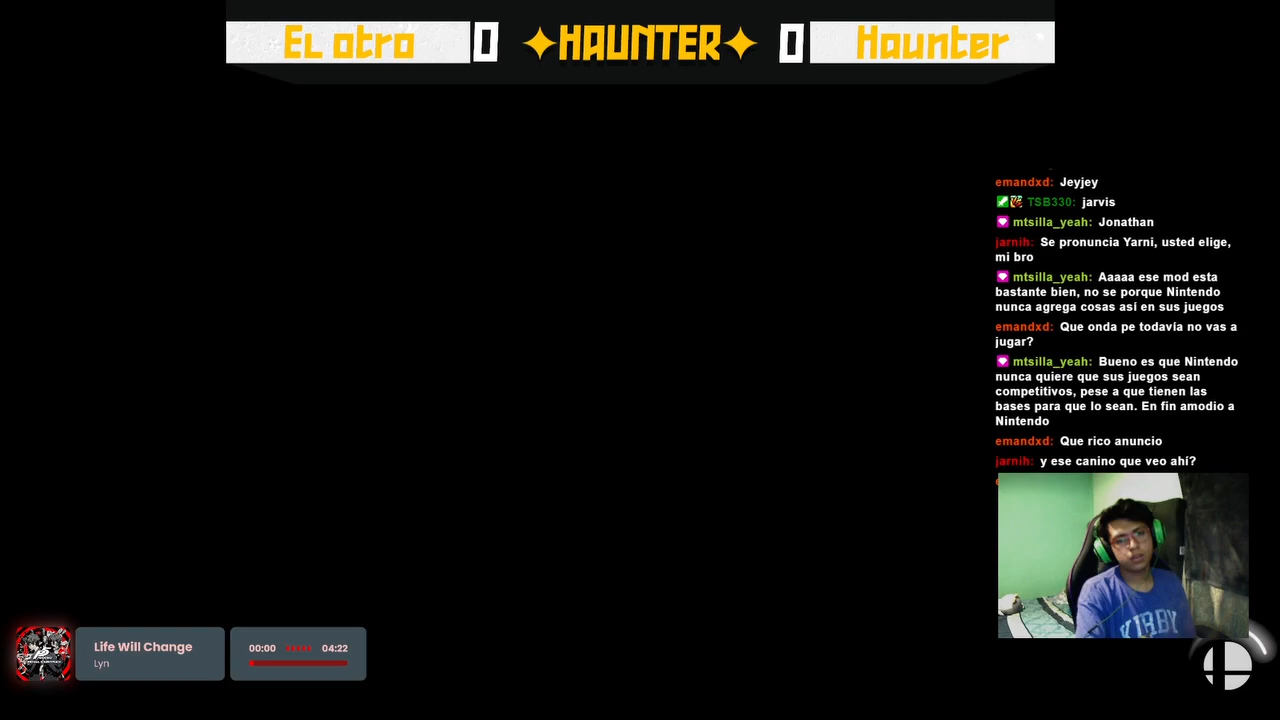 EL otro 0 HAUNTER 0 Haunter
emandxd: Jeyjey
TSB330: jarvis
mtsilla_yeah: Jonathan
jarnih: Se pronuncia Yarni, usted elige,
mi bro
mtsilla_yeah: Aaaaa ese mod esta
bastante bien, no se porque Nintendo
nunca agrega cosas así en sus juegos
emandxd: Que onda pe todavía no vas a
jugar?
mtsilla_yeah: Bueno es que Nintendo
nunca quiere que sus juegos sean
competitivos, pese a que tienen las
bases para que lo sean. En fin amodio a
Nintendo
emandxd: Que rico anuncio
jarnih: y ese canino que veo ahí?
KIRBY
Life Will Change
Lyn
00:00 04:22